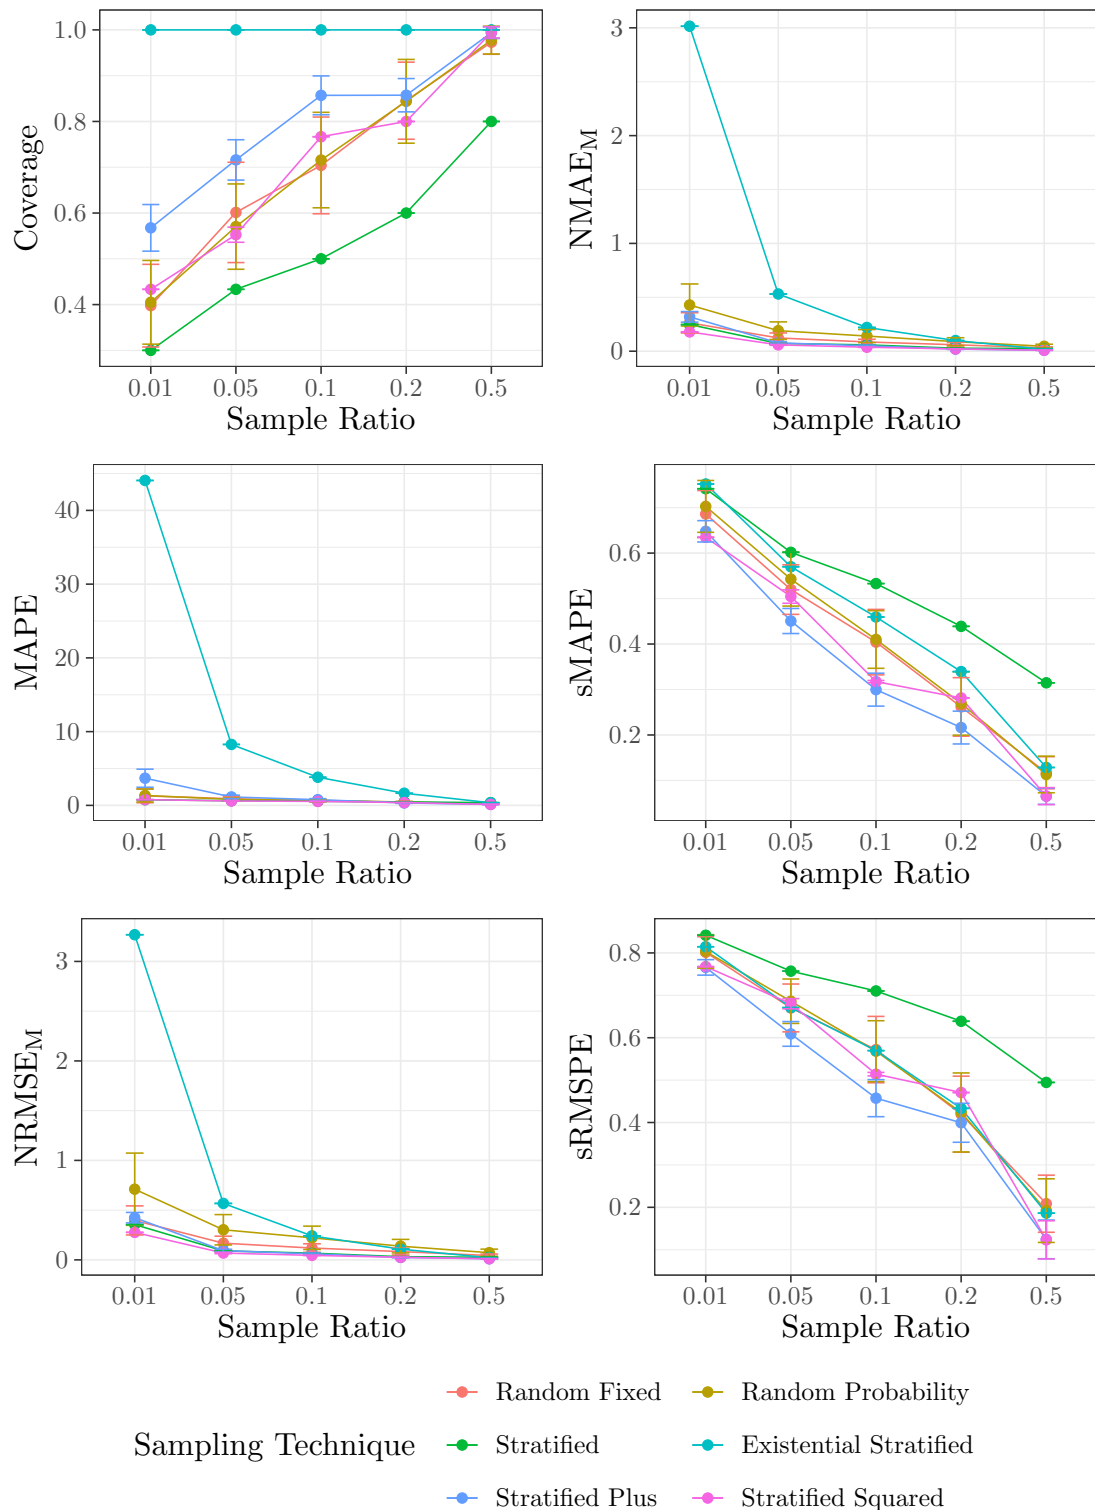 Coverage
1.0
0.8
0.6
0.4
0.01 0.05 0.1 0.2 0.5
Sample Ratio
NMAE_M
3
2
1
0
0.01 0.05 0.1 0.2 0.5
Sample Ratio
MAPE
40
30
20
10
0
0.01 0.05 0.1 0.2 0.5
Sample Ratio
sMAPE
0.6
0.4
0.2
0.01 0.05 0.1 0.2 0.5
Sample Ratio
NRMSE_M
3
2
1
0
0.01 0.05 0.1 0.2 0.5
Sample Ratio
sRMSPE
0.8
0.6
0.4
0.2
0.01 0.05 0.1 0.2 0.5
Sample Ratio
Sampling Technique
Random Fixed
Random Probability
Stratified
Existential Stratified
Stratified Plus
Stratified Squared